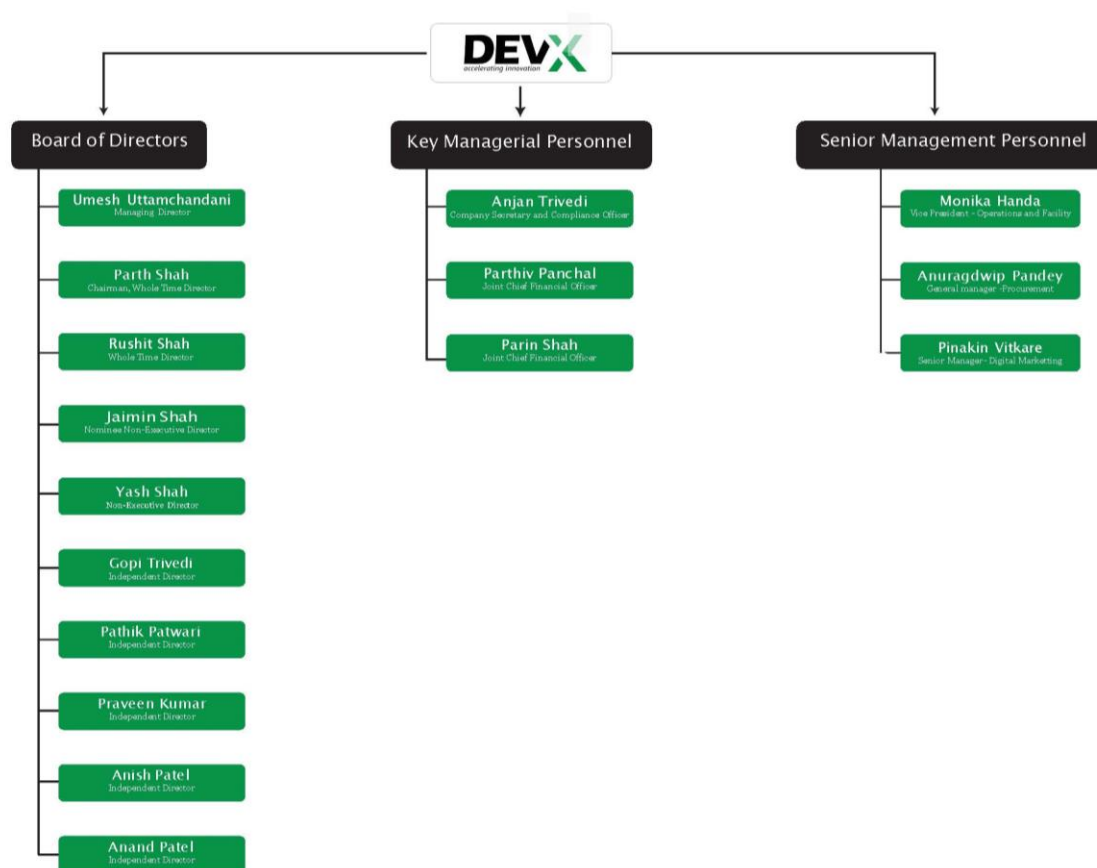 DEVX
accelerating innovation
Board of Directors
Umesh Uttamchandani
Managing Director
Parth Shah
Chairman, Whole Time Director
Rushit Shah
Whole Time Director
Jaimin Shah
Nominee Non-Executive Director
Yash Shah
Non-Executive Director
Gopi Trivedi
Independent Director
Pathik Patwari
Independent Director
Praveen Kumar
Independent Director
Anish Patel
Independent Director
Anand Patel
Independent Director
Key Managerial Personnel
Anjan Trivedi
Company Secretary and Compliance Officer
Parthiv Panchal
Joint Chief Financial Officer
Parin Shah
Joint Chief Financial Officer
Senior Management Personnel
Monika Handa
Vice President - Operations and Facility
Anuragdwip Pandey
General manager -Procurement
Pinakin Vitkare
Senior Manager- Digital Marketting